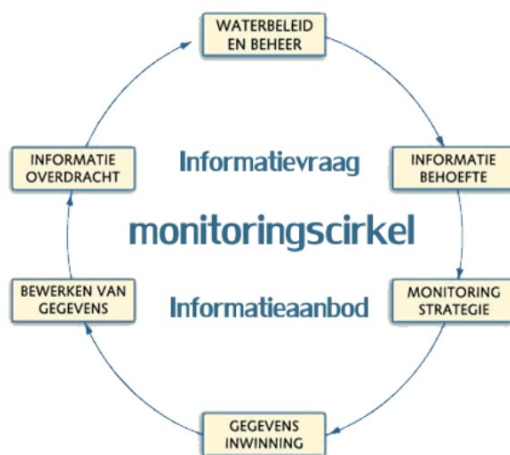 WATERBELEID
EN BEHEER
INFORMATIE
OVERDRACHT
Informatievraag
INFORMATIE
BEHOEFTE
monitoringscirkel
BEWERKEN VAN
GEGEVENS
Informatieaanbod
MONITORING
STRATEGIE
GEGEVENS
INWINNING